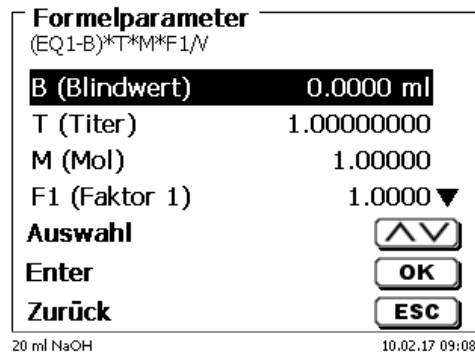 Formelparameter
(EQ1-B)*T*M*F1/V
B (Blindwert) 0.0000 ml
T (Titer) 1.00000000
M (Mol) 1.00000
F1 (Faktor 1) 1.0000 ▼
Auswahl
Enter OK
Zurück ESC
20 ml NaOH 10.02.17 09:08